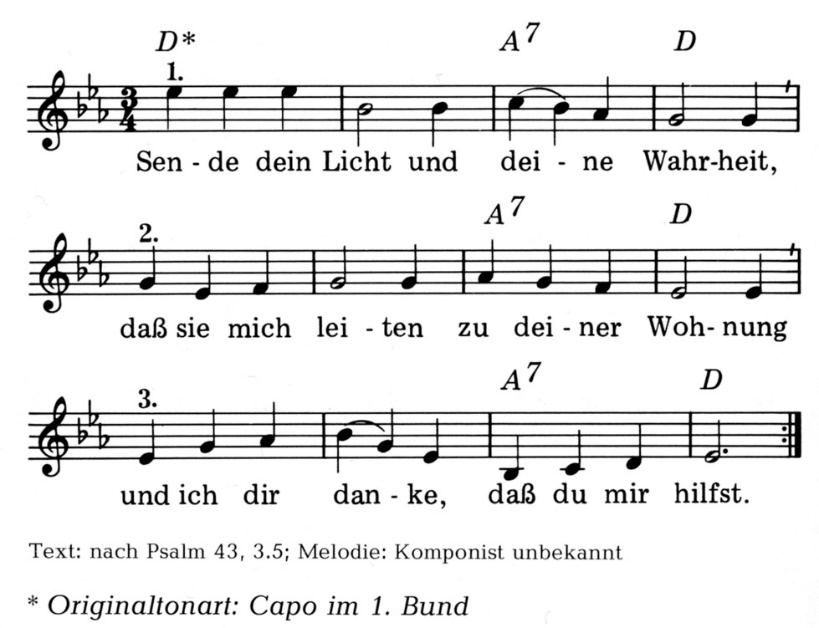 D* A7 D
1.
3
4
Sen - de dein Licht und dei - ne Wahr-heit,
A7 D
2.
daß sie mich lei - ten zu dei - ner Woh- nung
A7 D
3.
und ich dir dan - ke, daß du mir hilfst.
Text: nach Psalm 43, 3.5; Melodie: Komponist unbekannt
* Originaltonart: Capo im 1. Bund